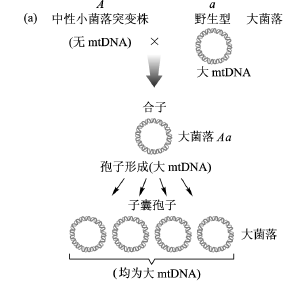 A a
(a) 中性小菌落突变株 野生型 大菌落
(无 mtDNA) ×
大 mtDNA
合子
大菌落 Aa
孢子形成(大 mtDNA)
子囊孢子
大菌落
(均为大 mtDNA)